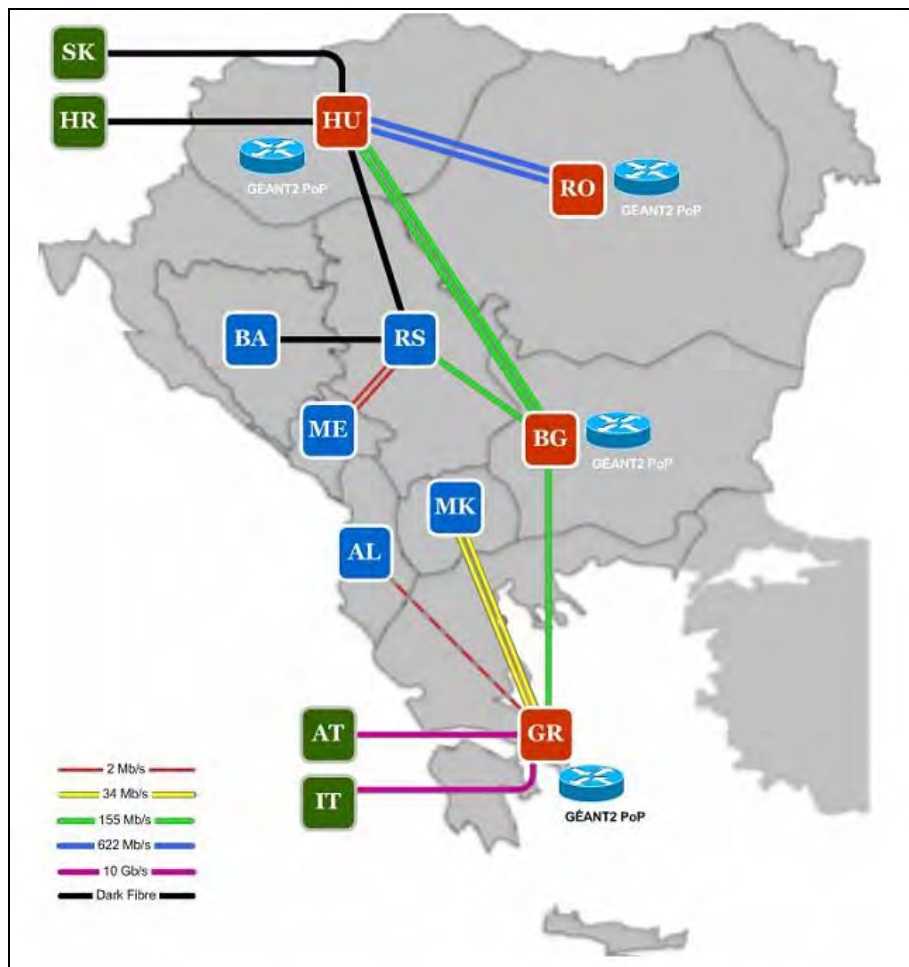 SK
HR
HU
GÉANT2 PoP
RO
GÉANT2 PoP
BA
RS
ME
BG
GÉANT2 PoP
MK
AL
AT
GR
IT
GÉANT2 PoP
2 Mb/s
34 Mb/s
155 Mb/s
622 Mb/s
10 Gb/s
Dark Fibre